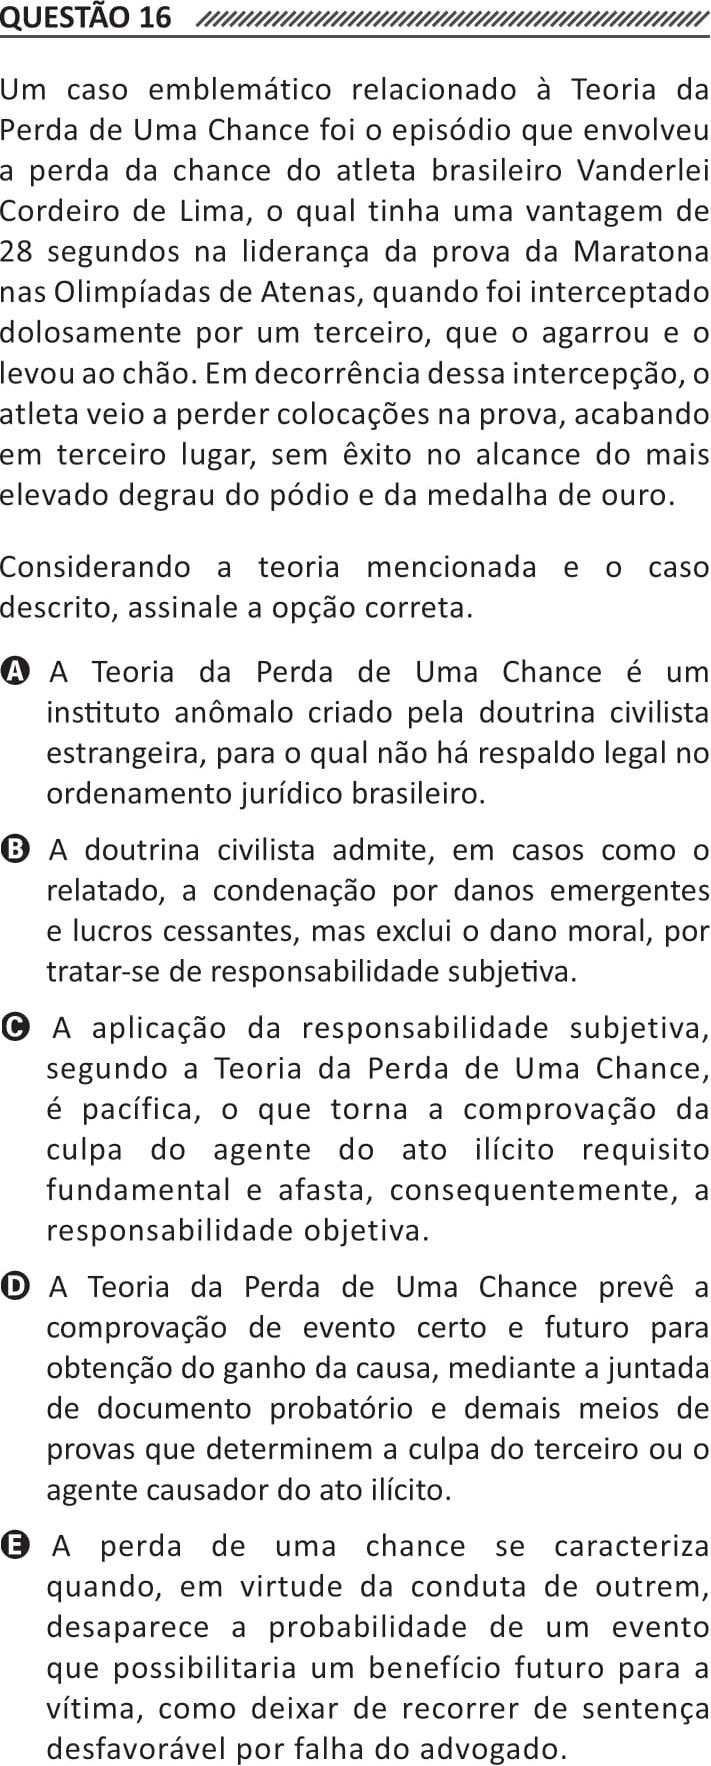 QUESTÃO 16
Um caso emblemático relacionado à Teoria da
Perda de Uma Chance foi o episódio que envolveu
a perda da chance do atleta brasileiro Vanderlei
Cordeiro de Lima, o qual tinha uma vantagem de
28 segundos na liderança da prova da Maratona
nas Olimpíadas de Atenas, quando foi interceptado
dolosamente por um terceiro, que o agarrou e o
levou ao chão. Em decorrência dessa intercepção, o
atleta veio a perder colocações na prova, acabando
em terceiro lugar, sem êxito no alcance do mais
elevado degrau do pódio e da medalha de ouro.
Considerando a teoria mencionada e o caso
descrito, assinale a opção correta.
A A Teoria da Perda de Uma Chance é um
instituto anômalo criado pela doutrina civilista
estrangeira, para o qual não há respaldo legal no
ordenamento jurídico brasileiro.
B A doutrina civilista admite, em casos como o
relatado, a condenação por danos emergentes
e lucros cessantes, mas exclui o dano moral, por
tratar-se de responsabilidade subjetiva.
C A aplicação da responsabilidade subjetiva,
segundo a Teoria da Perda de Uma Chance,
é pacífica, o que torna a comprovação da
culpa do agente do ato ilícito requisito
fundamental e afasta, consequentemente, a
responsabilidade objetiva.
D A Teoria da Perda de Uma Chance prevê a
comprovação de evento certo e futuro para
obtenção do ganho da causa, mediante a juntada
de documento probatório e demais meios de
provas que determinem a culpa do terceiro ou o
agente causador do ato ilícito.
E A perda de uma chance se caracteriza
quando, em virtude da conduta de outrem,
desaparece a probabilidade de um evento
que possibilitaria um benefício futuro para a
vítima, como deixar de recorrer de sentença
desfavorável por falha do advogado.